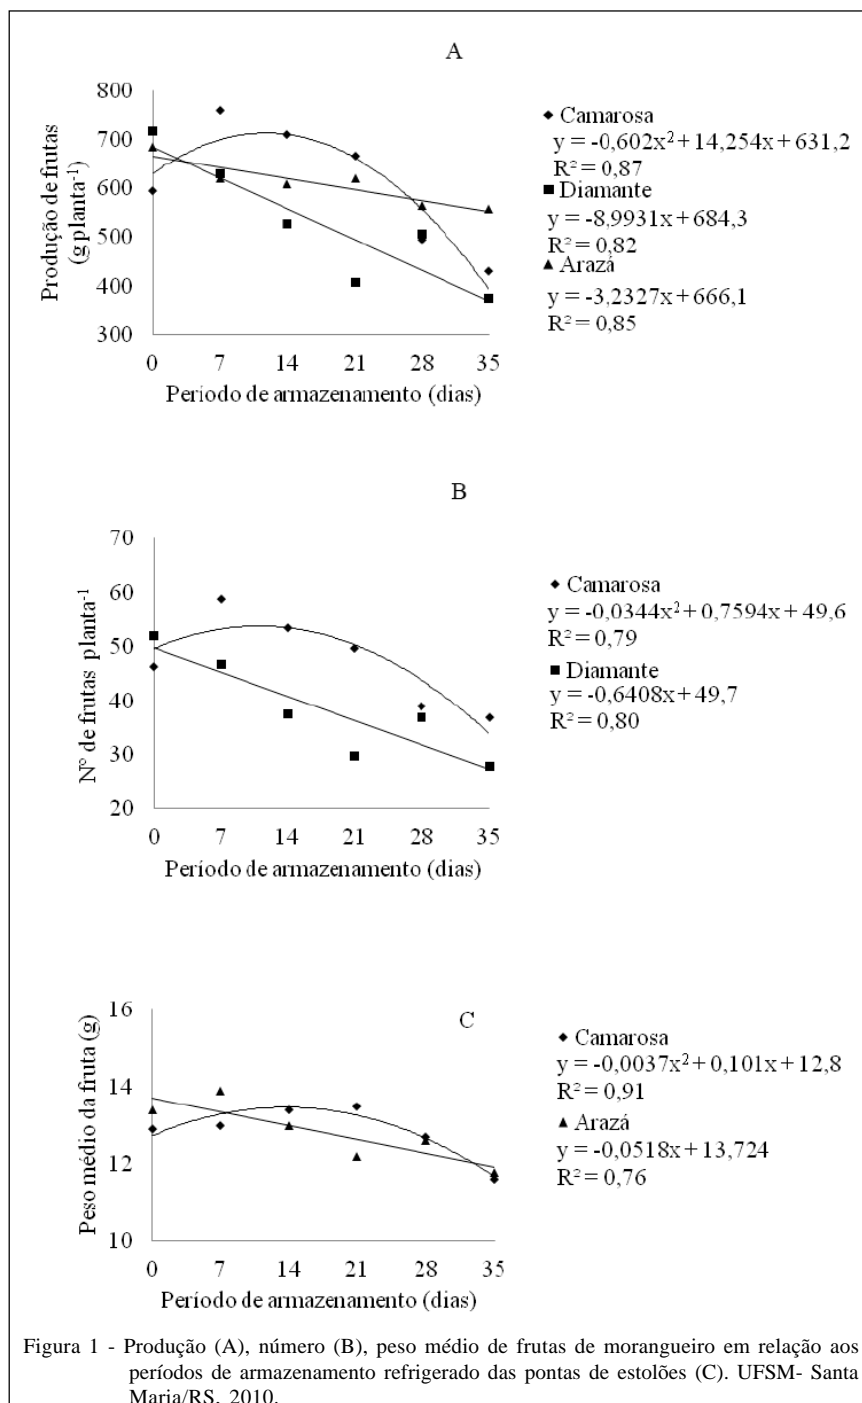 A
800
700
600
500
400
300
Produção de frutas
(g planta⁻¹)
0 7 14 21 28 35
Período de armazenamento (dias)
Camarosa
y = -0,602x² + 14,254x + 631,2
R² = 0,87
Diamante
y = -8,9931x + 684,3
R² = 0,82
Arazá
y = -3,2327x + 666,1
R² = 0,85
B
70
60
50
40
30
20
Nº de frutas planta⁻¹
0 7 14 21 28 35
Período de armazenamento (dias)
Camarosa
y = -0,0344x² + 0,7594x + 49,6
R² = 0,79
Diamante
y = -0,6408x + 49,7
R² = 0,80
C
16
14
12
10
Peso médio da fruta (g)
0 7 14 21 28 35
Período de armazenamento (dias)
Camarosa
y = -0,0037x² + 0,101x + 12,8
R² = 0,91
Arazá
y = -0,0518x + 13,724
R² = 0,76
Figura 1 - Produção (A), número (B), peso médio de frutas de morangueiro em relação aos
períodos de armazenamento refrigerado das pontas de estolões (C). UFSM- Santa
Maria/RS, 2010.